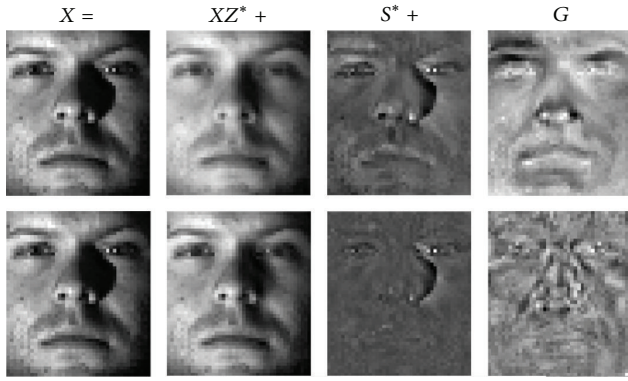 X = XZ* + S* + G